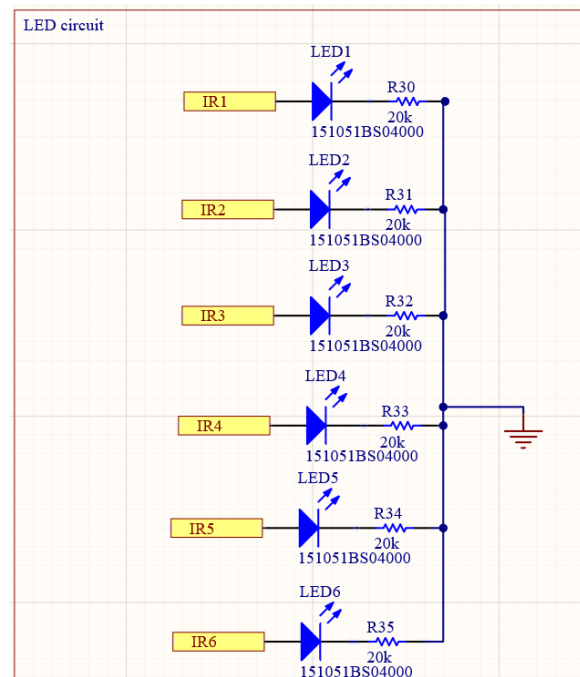 LED circuit
LED1
IR1
R30
20k
151051BS04000
LED2
IR2
R31
20k
151051BS04000
LED3
IR3
R32
20k
151051BS04000
LED4
IR4
R33
20k
151051BS04000
LED5
IR5
R34
20k
151051BS04000
LED6
IR6
R35
20k
151051BS04000